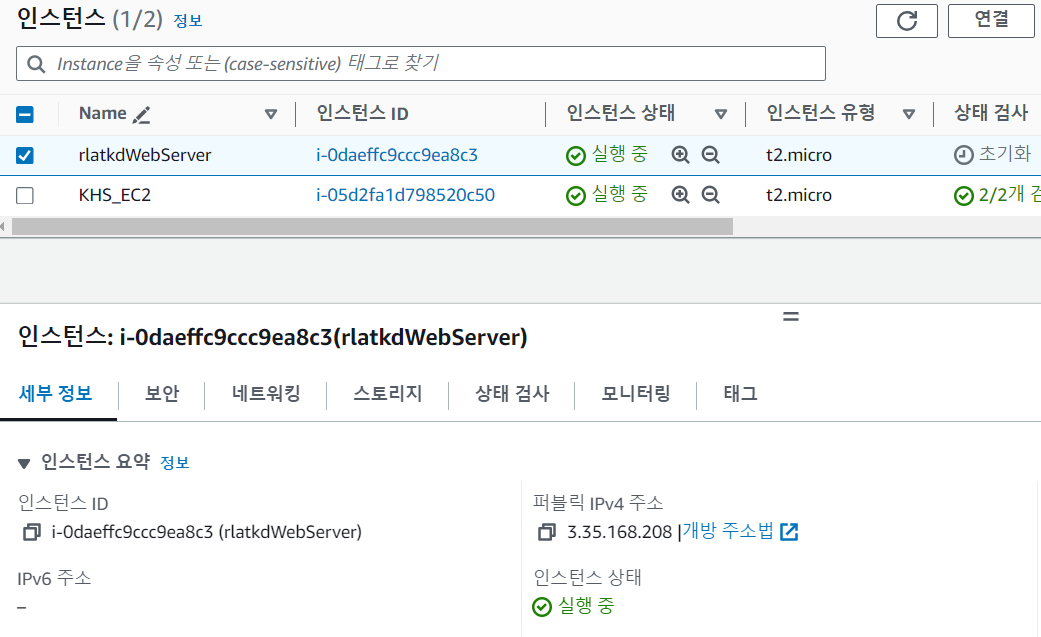 인스턴스 (1/2) 정보
연결
Instance을 속성 또는 (case-sensitive) 태그로 찾기
Name 인스턴스 ID 인스턴스 상태 인스턴스 유형 상태 검사
rlatkdWebServer i-0daeffc9ccc9ea8c3 실행 중 t2.micro 초기화
KHS_EC2 i-05d2fa1d798520c50 실행 중 t2.micro 2/2개
인스턴스: i-0daeffc9ccc9ea8c3(rlatkdWebServer)
세부 정보 보안 네트워킹 스토리지 상태 검사 모니터링 태그
인스턴스 요약 정보
인스턴스 ID
i-0daeffc9ccc9ea8c3 (rlatkdWebServer)
퍼블릭 IPv4 주소
3.35.168.208 |개방 주소법
IPv6 주소
–
인스턴스 상태
실행 중